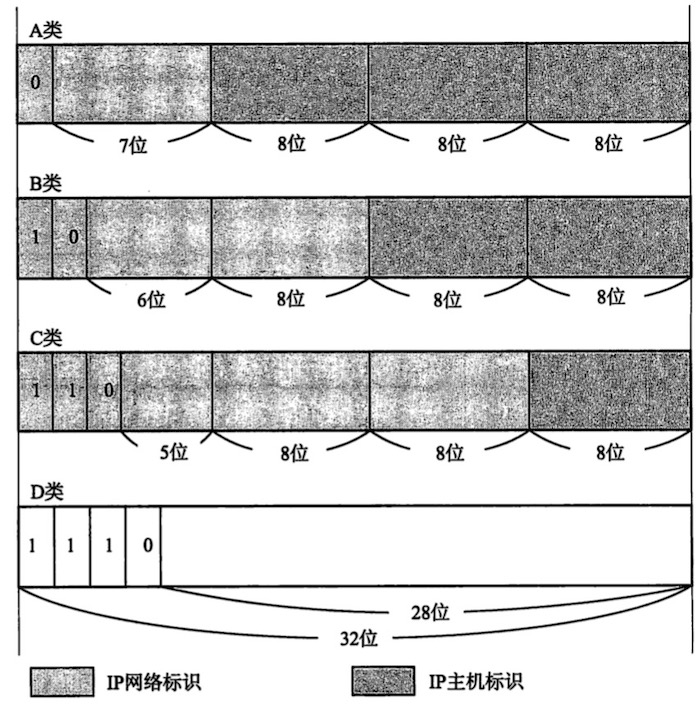 A类
0
7位 8位 8位 8位
B类
1 0
6位 8位 8位 8位
C类
1 1 0
5位 8位 8位 8位
D类
1 1 1 0
28位
32位
IP网络标识 IP主机标识